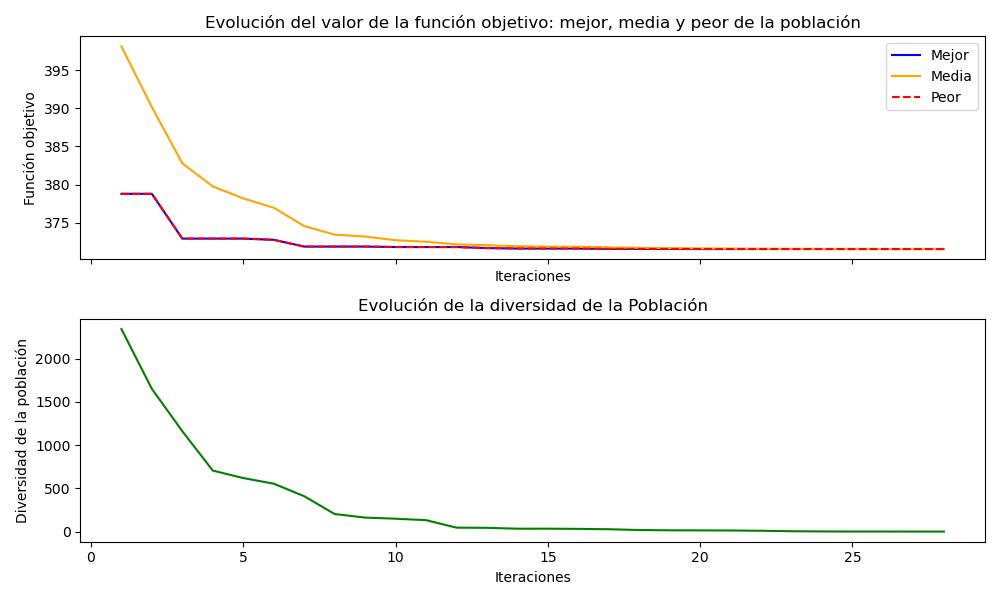 Evolución del valor de la función objetivo: mejor, media y peor de la población
Función objetivo
395
390
385
380
375
Mejor
Media
Peor
Iteraciones
Evolución de la diversidad de la Población
Diversidad de la población
2000
1500
1000
500
0
0 5 10 15 20 25
Iteraciones